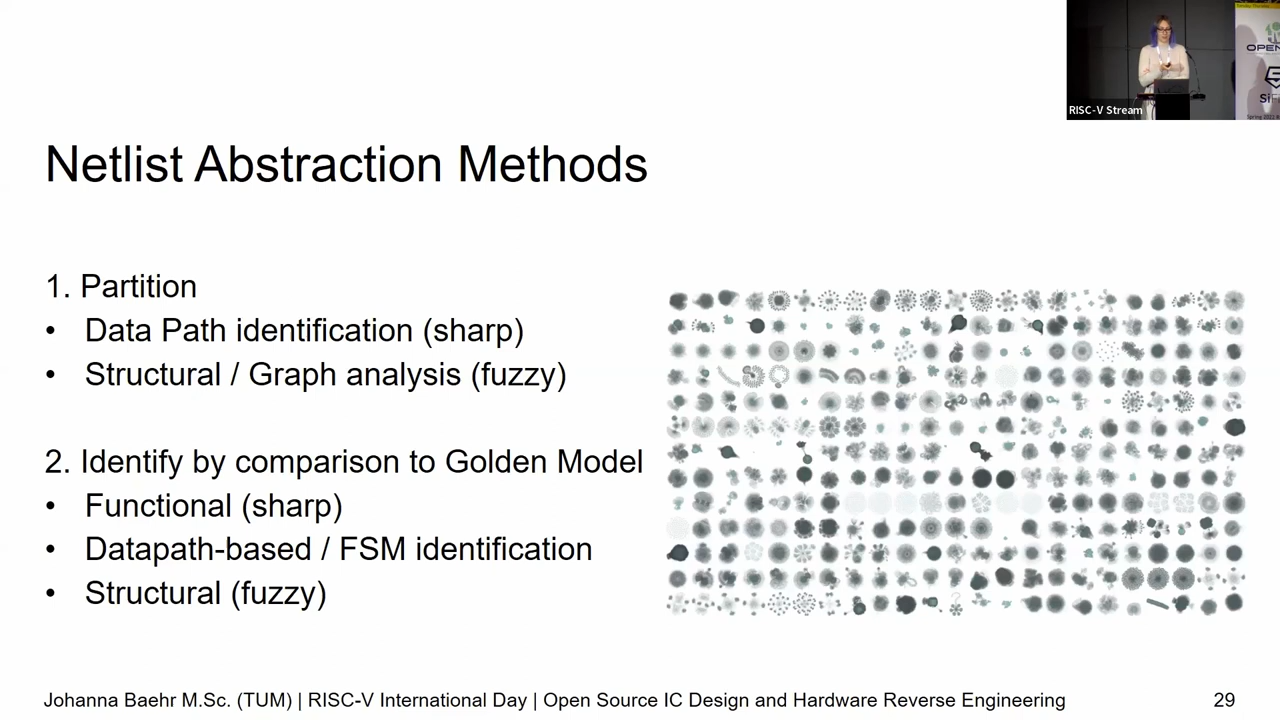 RISC-V Stream
Netlist Abstraction Methods
1. Partition
• Data Path identification (sharp)
• Structural / Graph analysis (fuzzy)
2. Identify by comparison to Golden Model
• Functional (sharp)
• Datapath-based / FSM identification
• Structural (fuzzy)
Johanna Baehr M.Sc. (TUM) | RISC-V International Day | Open Source IC Design and Hardware Reverse Engineering
29